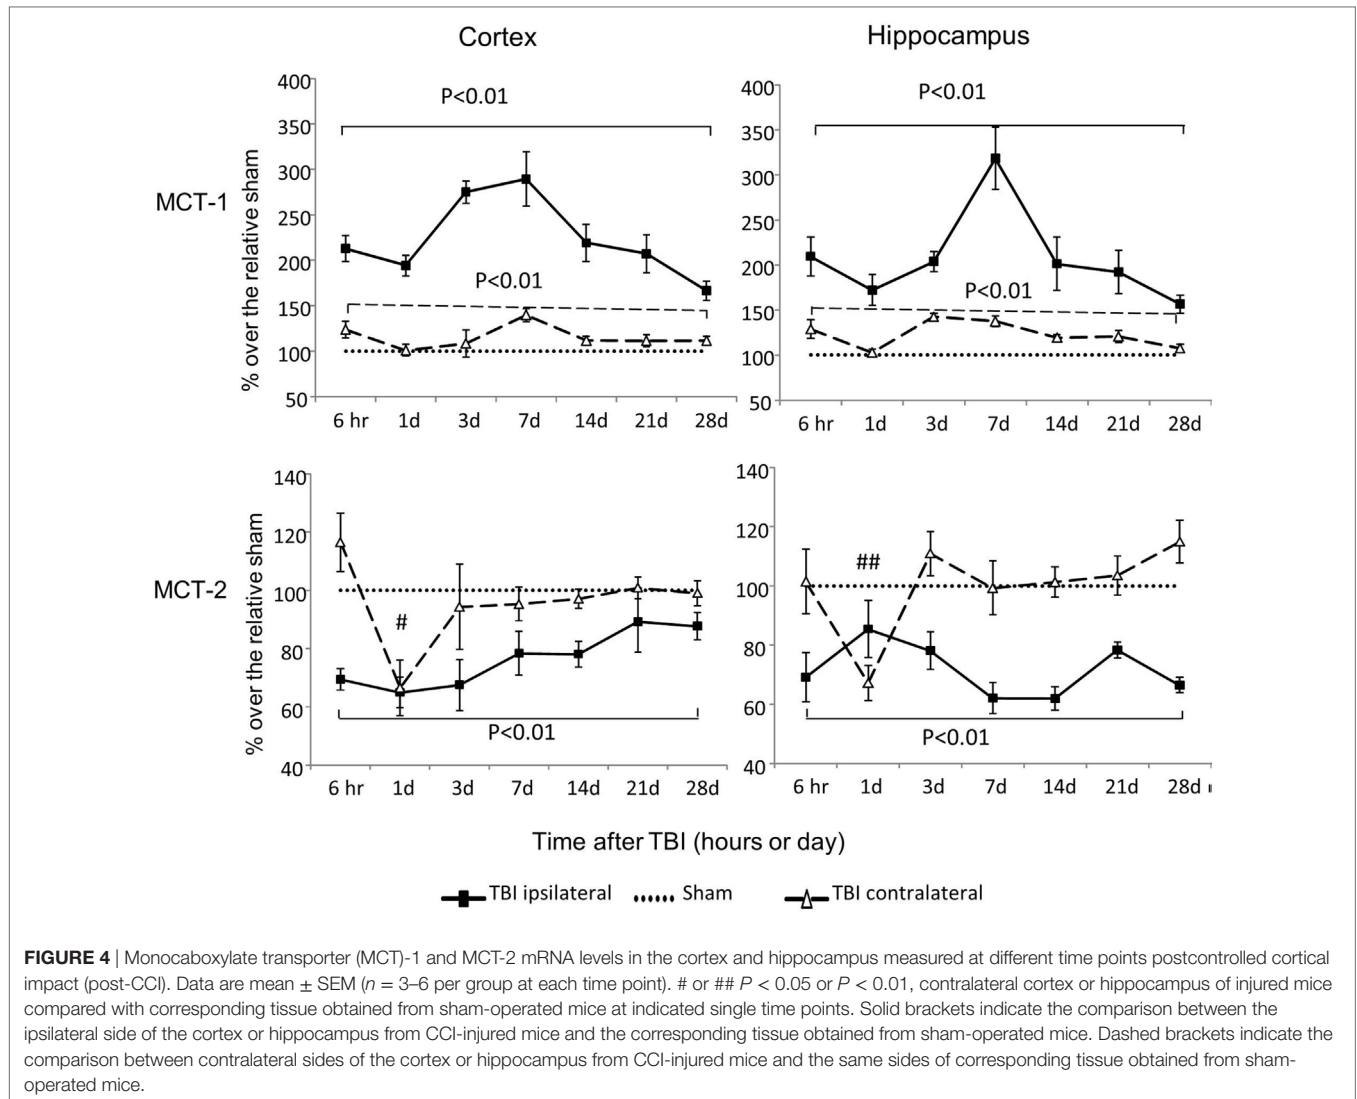 Cortex
Hippocampus
MCT-1
% over the relative sham
400
350
300
250
200
150
100
50
P<0.01
P<0.01
6 hr 1d 3d 7d 14d 21d 28d
400
350
300
250
200
150
100
50
P<0.01
P<0.01
6 hr 1d 3d 7d 14d 21d 28d
MCT-2
% over the relative sham
140
120
100
80
60
40
#
P<0.01
6 hr 1d 3d 7d 14d 21d 28d
140
120
100
80
60
40
##
P<0.01
6 hr 1d 3d 7d 14d 21d 28d
Time after TBI (hours or day)
TBI ipsilateral Sham TBI contralateral
FIGURE 4 | Monocaboxylate transporter (MCT)-1 and MCT-2 mRNA levels in the cortex and hippocampus measured at different time points postcontrolled cortical
impact (post-CCI). Data are mean ± SEM (n = 3–6 per group at each time point). # or ## P < 0.05 or P < 0.01, contralateral cortex or hippocampus of injured mice
compared with corresponding tissue obtained from sham-operated mice at indicated single time points. Solid brackets indicate the comparison between the
ipsilateral side of the cortex or hippocampus from CCI-injured mice and the corresponding tissue obtained from sham-operated mice. Dashed brackets indicate the
comparison between contralateral sides of the cortex or hippocampus from CCI-injured mice and the same sides of corresponding tissue obtained from sham-
operated mice.